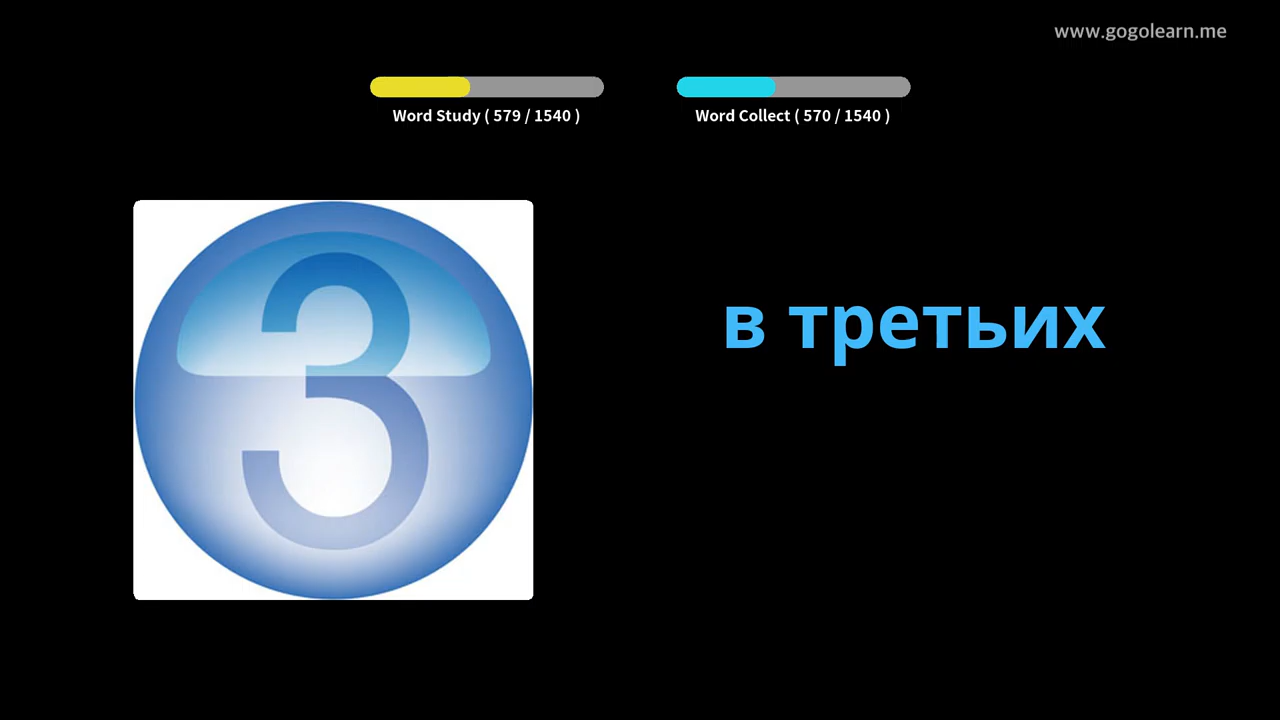 www.gogolearn.me
Word Study ( 579 / 1540 )
Word Collect ( 570 / 1540 )
3
в третьих